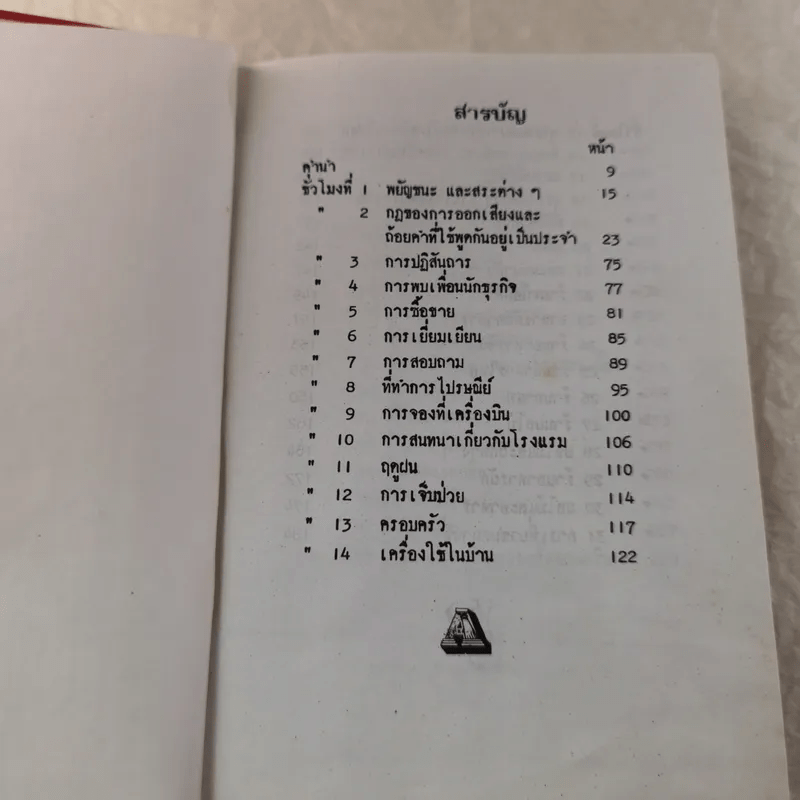 สารบัญ
หน้า
คำนำ 9
ชั่วโมงที่ 1 พยัญชนะ และสระต่าง ๆ 15
" 2 กฎของการออกเสียงและ
ถ้อยคำที่ใช้พูดกันอยู่เป็นประจำ 23
" 3 การปฏิสันถาร 75
" 4 การพบเพื่อนนักธุรกิจ 77
" 5 การซื้อขาย 81
" 6 การเยี่ยมเยียน 85
" 7 การสอบถาม 89
" 8 ที่ทำการไปรษณีย์ 95
" 9 การจองที่เครื่องบิน 100
" 10 การสนทนาเกี่ยวกับโรงแรม 106
" 11 ฤดูฝน 110
" 12 การเจ็บป่วย 114
" 13 ครอบครัว 117
" 14 เครื่องใช้ในบ้าน 122